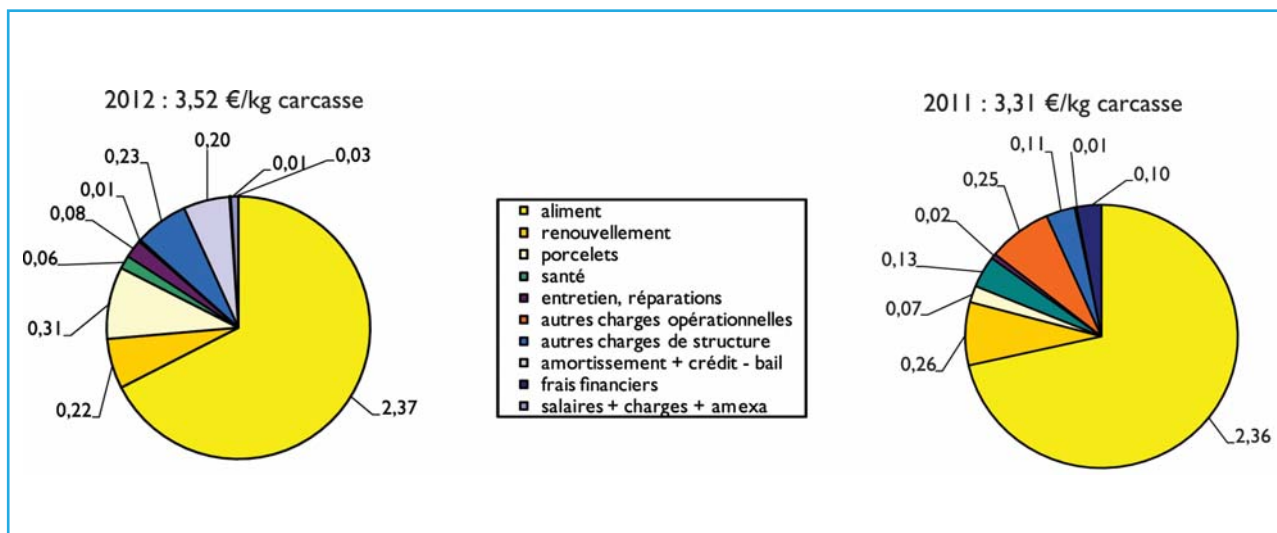 2012 : 3,52 €/kg carcasse
0,20
0,01
0,03
0,23
0,01
0,08
0,06
0,31
0,22
2,37
aliment
renouvellement
porcelets
santé
entretien, réparations
autres charges opérationnelles
autres charges de structure
amortissement + crédit - bail
frais financiers
salaires + charges + amexa
2011 : 3,31 €/kg carcasse
0,11
0,01
0,10
0,25
0,02
0,13
0,07
0,26
2,36